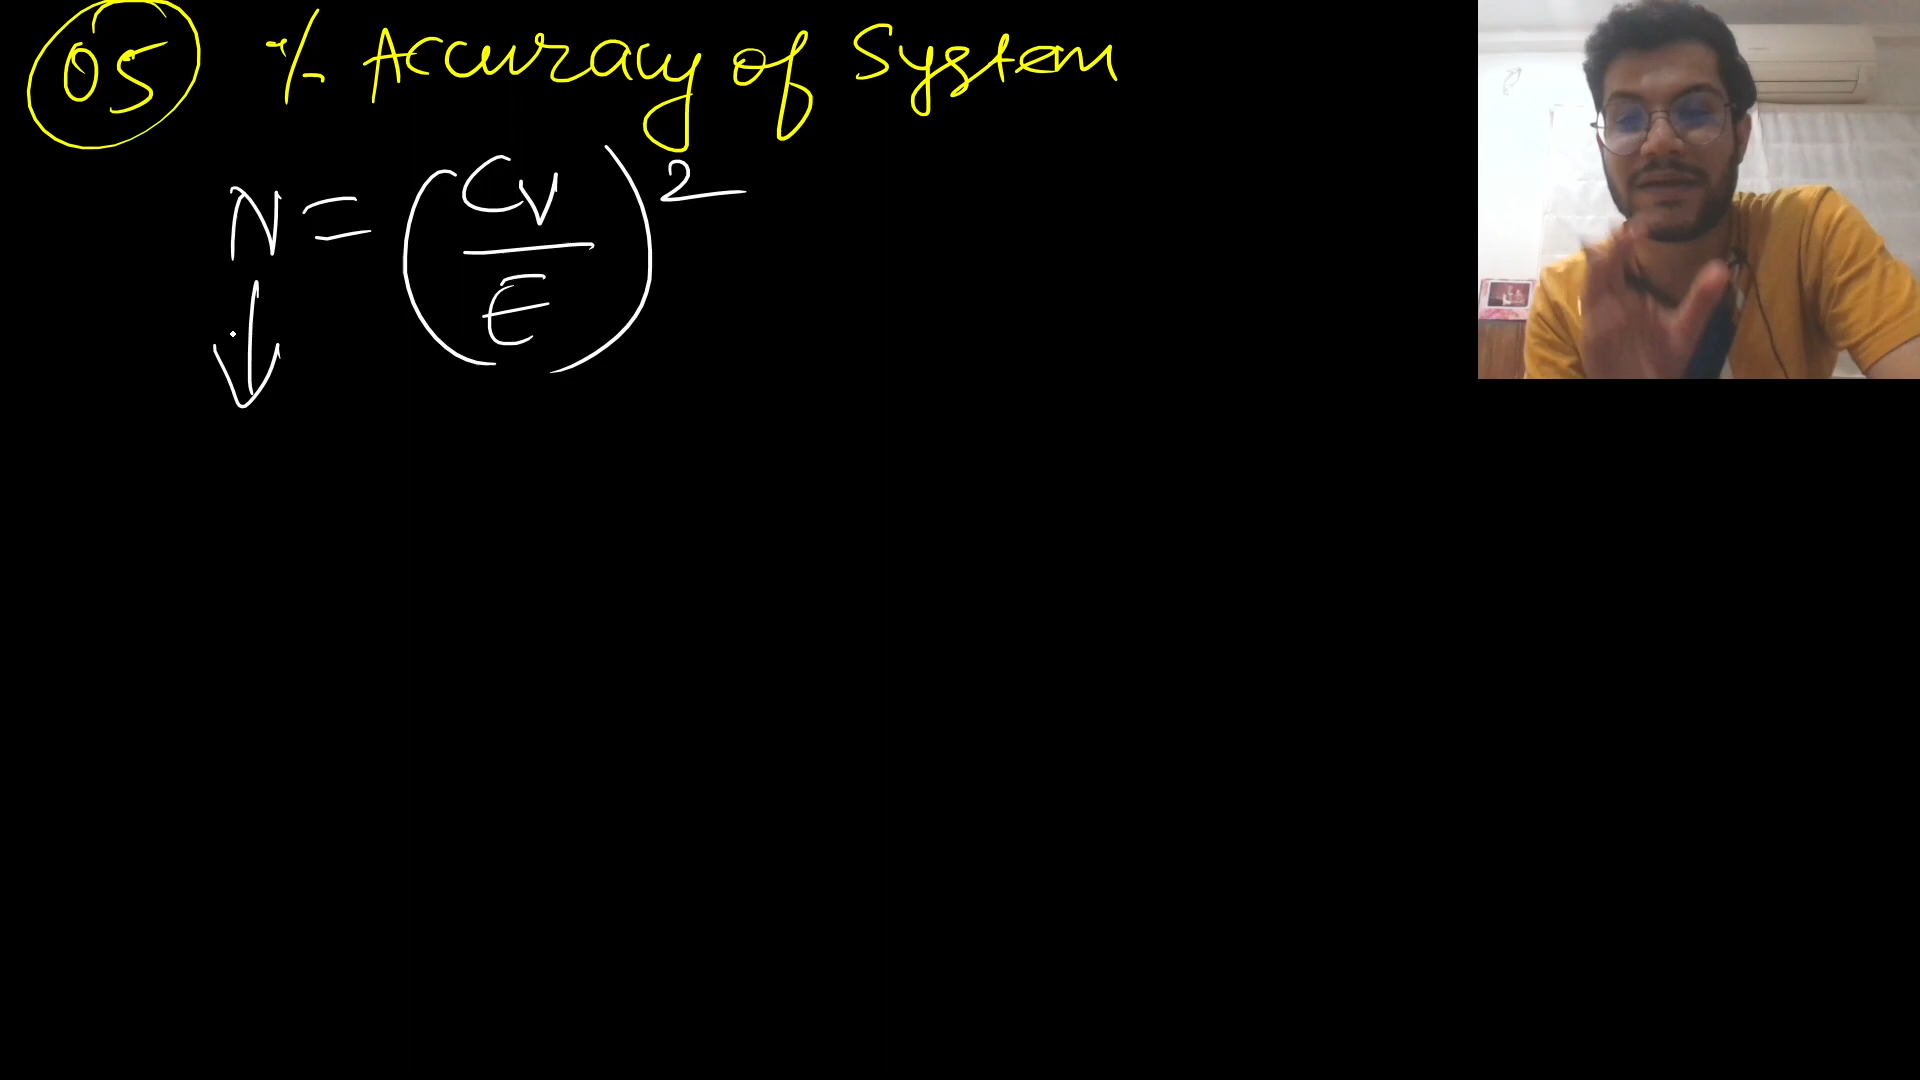 05 % Accuracy of System
N = (Cv / E)^2